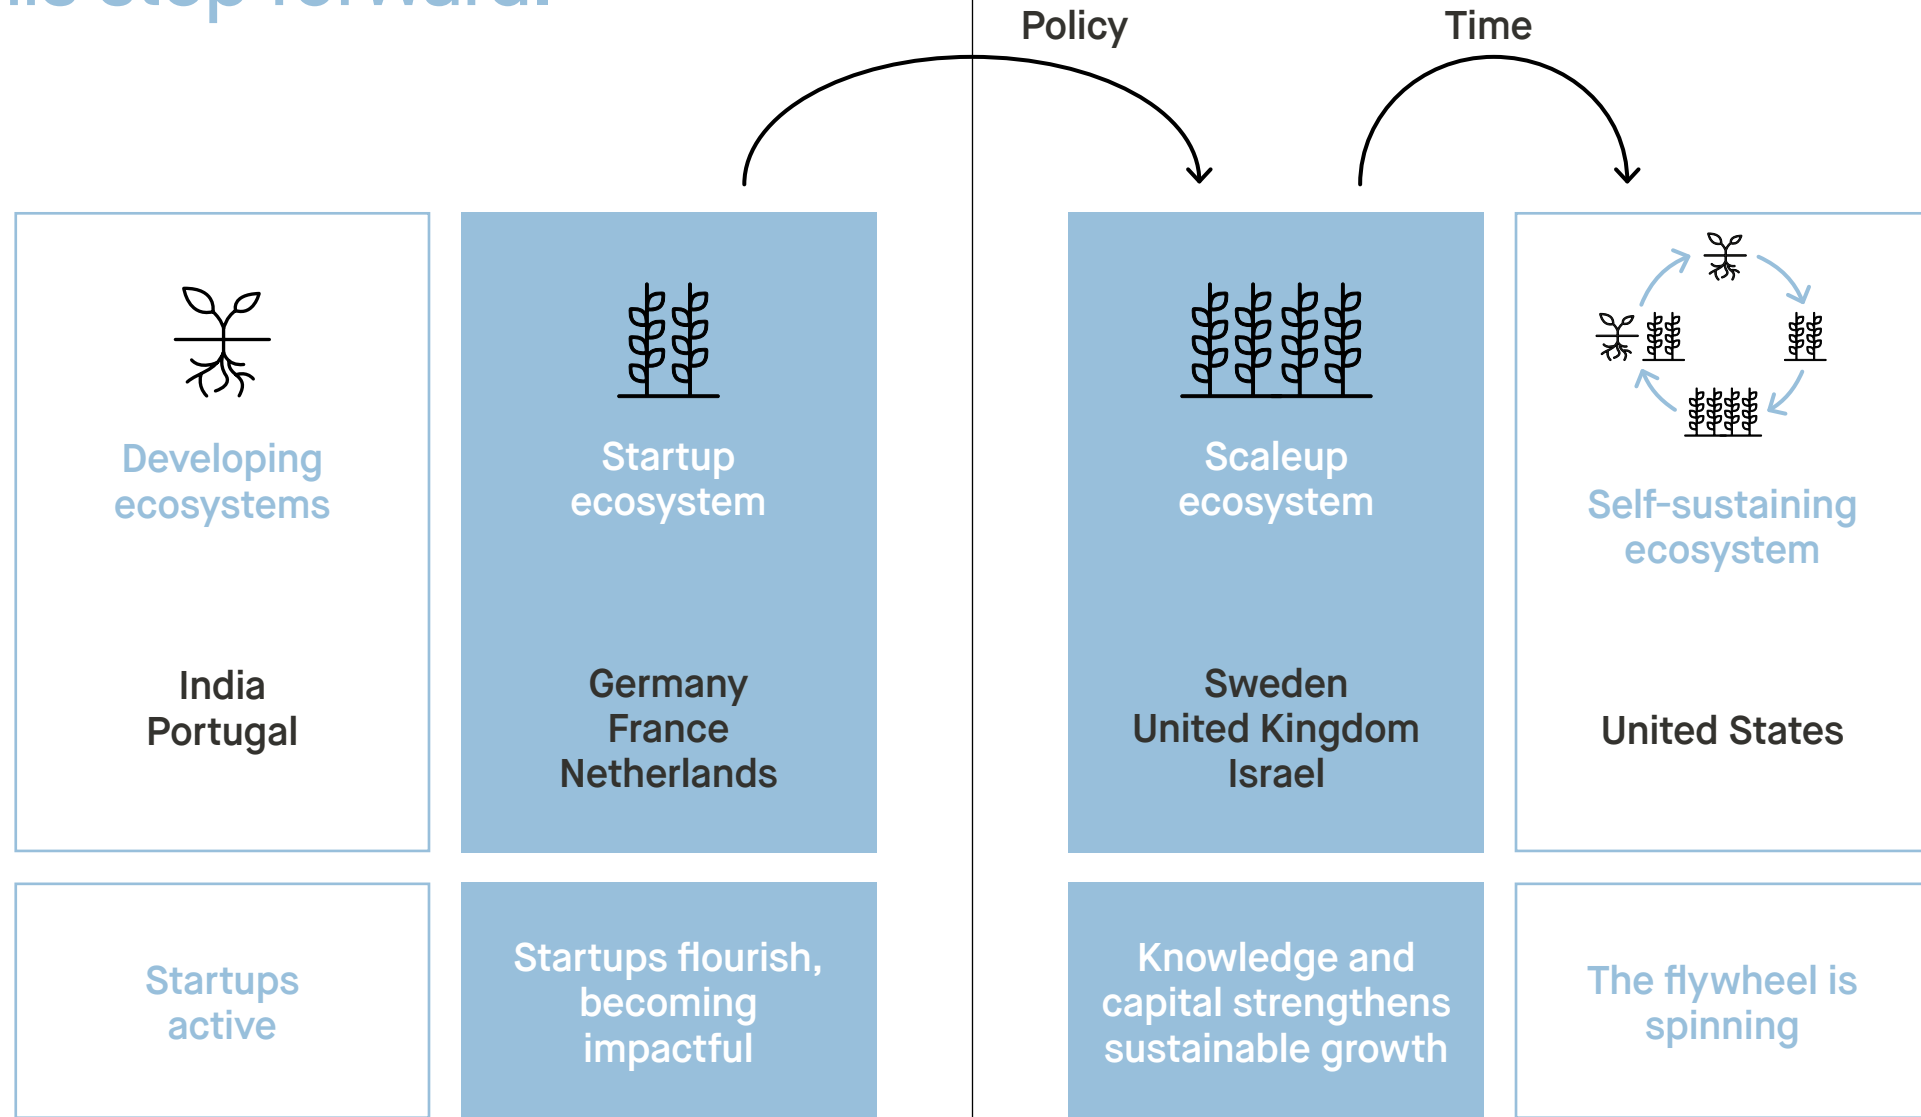 step forward.
Policy
Time
Developing
ecosystems
Startup
ecosystem
Scaleup
ecosystem
Self-sustaining
ecosystem
India
Portugal
Germany
France
Netherlands
Sweden
United Kingdom
Israel
United States
Startups
active
Startups flourish,
becoming
impactful
Knowledge and
capital strengthens
sustainable growth
The flywheel is
spinning